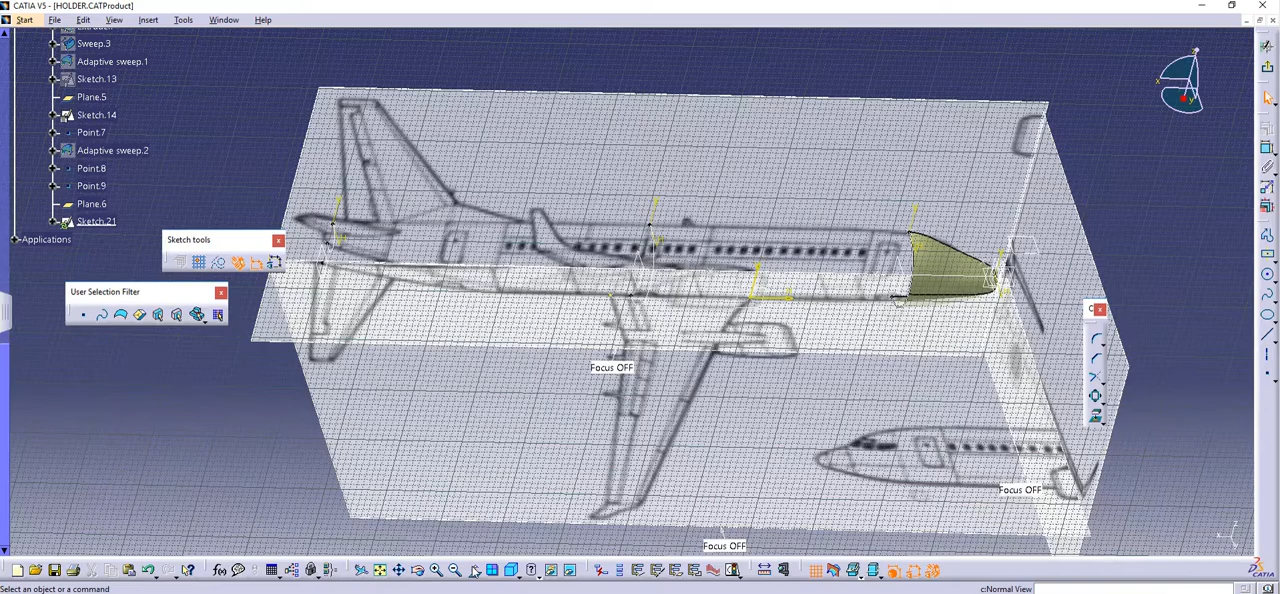 CATIA V5 - [HOLDER.CATProduct]
Start File Edit View Insert Tools Window Help
Sweep.3
Adaptive sweep.1
Sketch.13
Plane.5
Sketch.14
Point.7
Adaptive sweep.2
Point.8
Point.9
Plane.6
Sketch.21
Applications
Sketch tools
User Selection Filter
Focus OFF
Focus OFF
Focus OFF
Select an object or a command
c:Normal View
CATIA